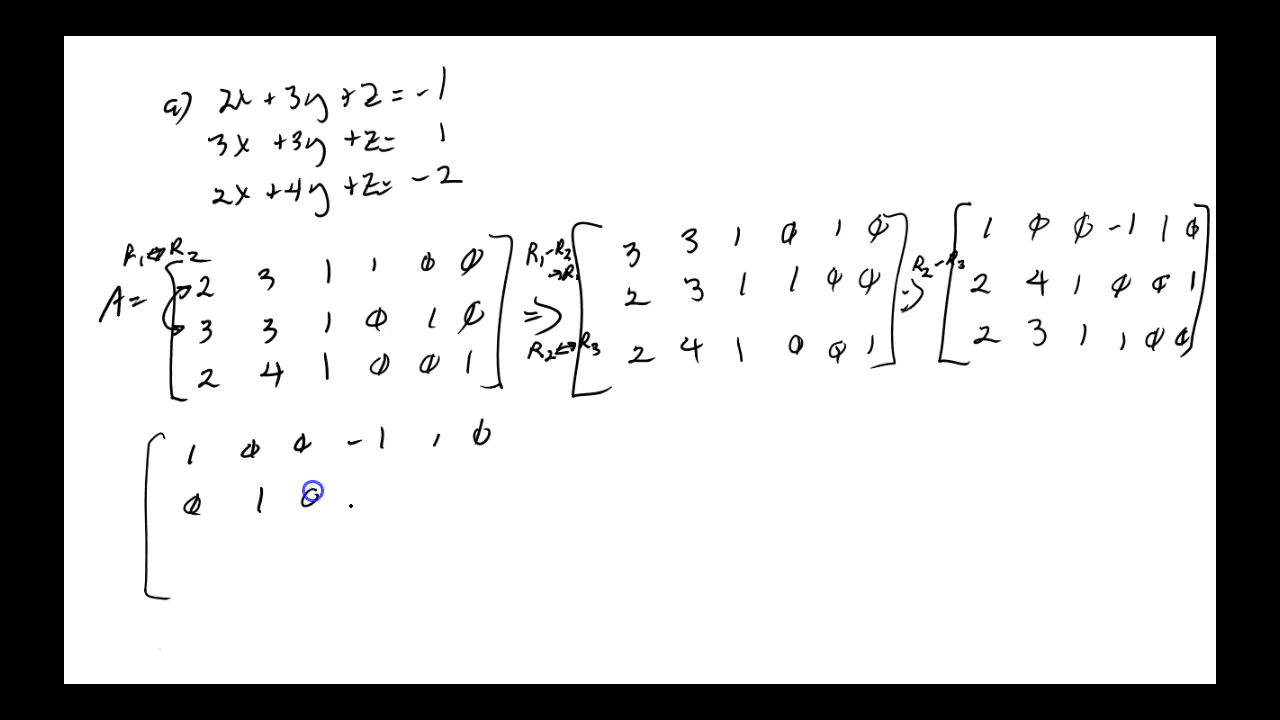 a) 2x + 3y + z = -1
3x + 3y + z = 1
2x + 4y + z = -2
R₁ ↔ R₂
A = [ 2 3 1 1 0 0 ] R₁ - R₂ → R₁ [ 3 3 1 0 1 0 ] R₂ - R₃ [ 1 0 0 -1 1 0 ]
3 3 1 0 1 0 => 2 3 1 1 0 0 => 2 4 1 0 0 1
2 4 1 0 0 1 R₂ ↔ R₃ 2 4 1 0 0 1 2 3 1 1 0 0
[ 1 0 0 -1 1 0
0 1 0 .